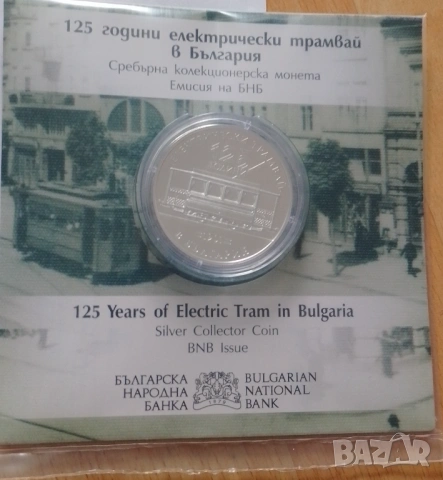 125 години електрически трамвай
в България
Сребърна колекционерска монета
Емисия на БНБ
125 Years of Electric Tram in Bulgaria
Silver Collector Coin
BNB Issue
БЪЛГАРСКА
НАРОДНА
БАНКА
BULGARIAN
NATIONAL
BANK
1879
BAZAR